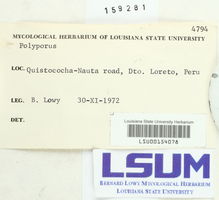 159281
4794
MYCOLOGICAL HERBARIUM OF LOUISIANA STATE UNIVERSITY
Polyporus
LOC. Quistococha-Nauta road, Dto. Loreto, Peru
LEG. B. Lowy 30-XI-1972
DET.
Louisiana State University Herbarium
LSU00154078
LSUM
BERNARD LOWY MYCOLOGICAL HERBARIUM
LOUISIANA STATE UNIVERSITY